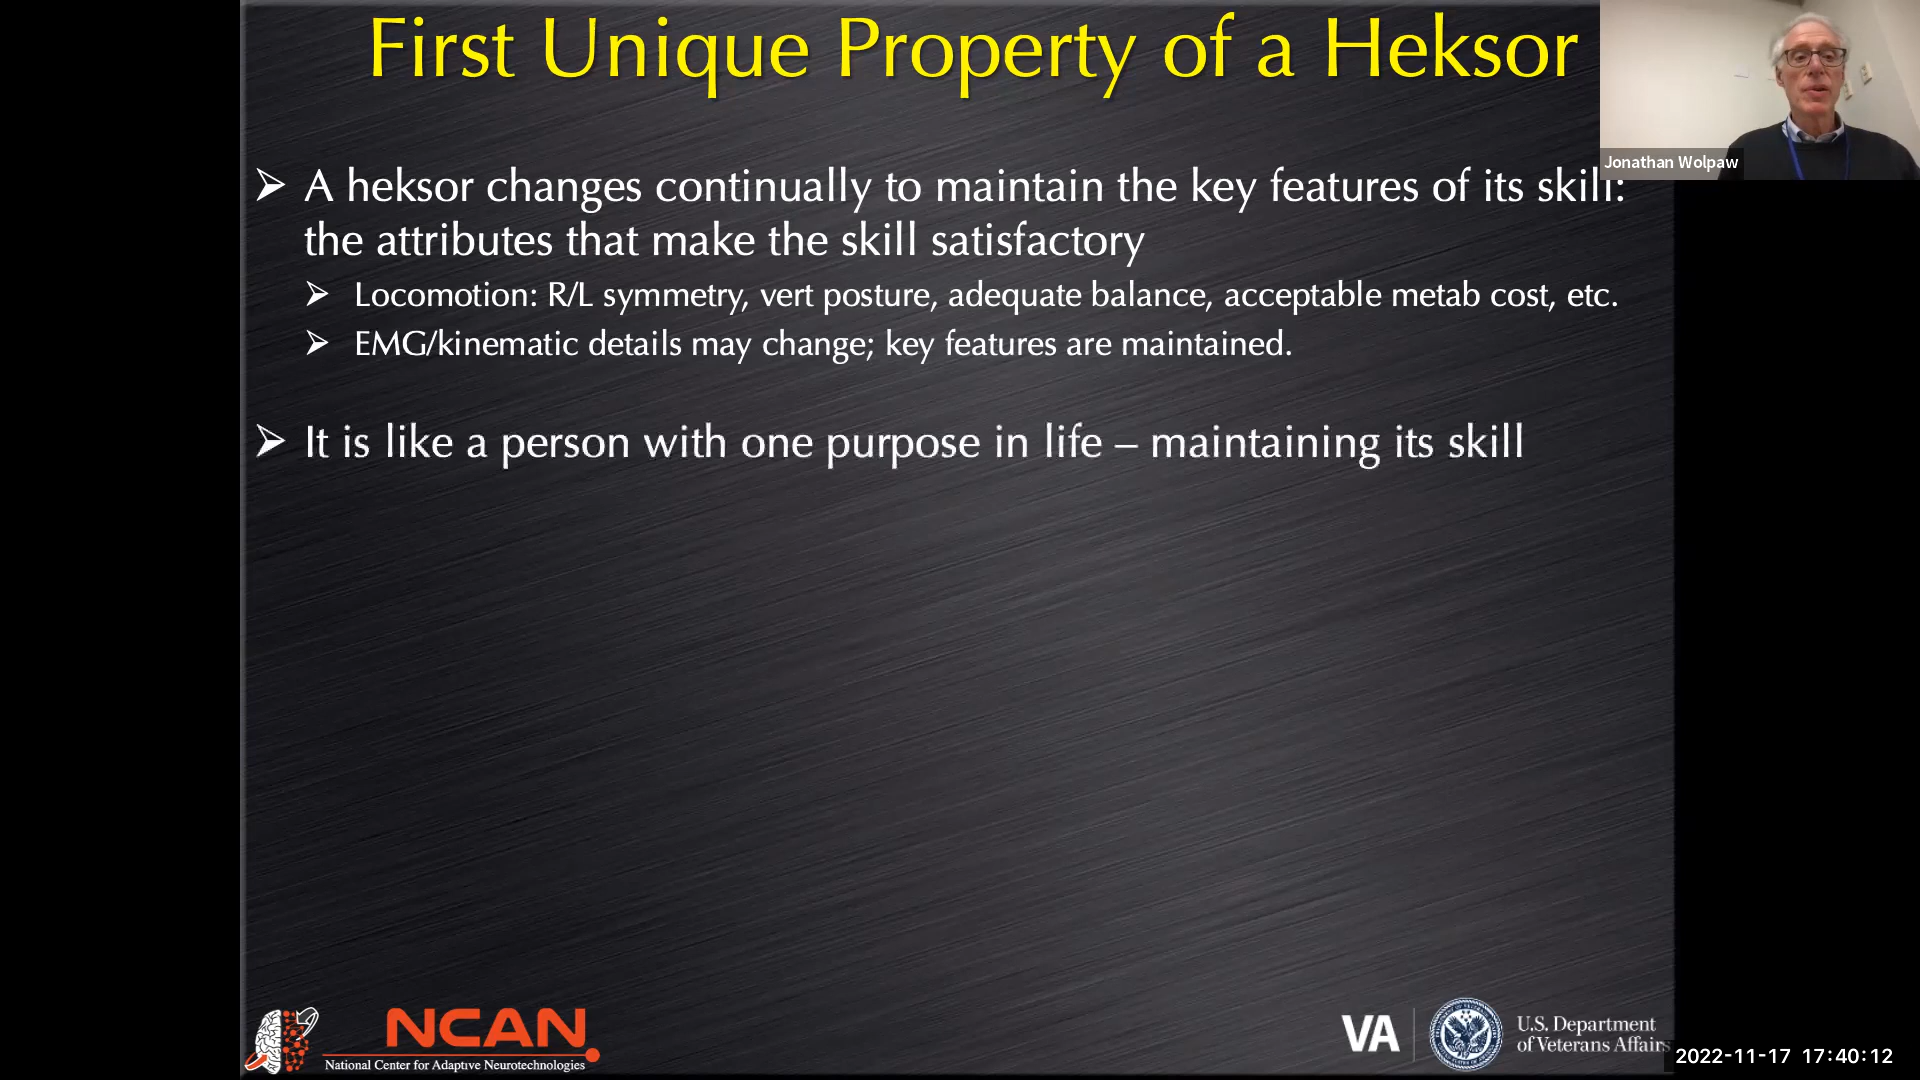 First Unique Property of a Heksor
Jonathan Wolpaw
➢ A heksor changes continually to maintain the key features of its skill:
the attributes that make the skill satisfactory
➢ Locomotion: R/L symmetry, vert posture, adequate balance, acceptable metab cost, etc.
➢ EMG/kinematic details may change; key features are maintained.
➢ It is like a person with one purpose in life – maintaining its skill
NCAN
National Center for Adaptive Neurotechnologies
VA
U.S. Department
of Veterans Affairs
2022-11-17 17:40:12